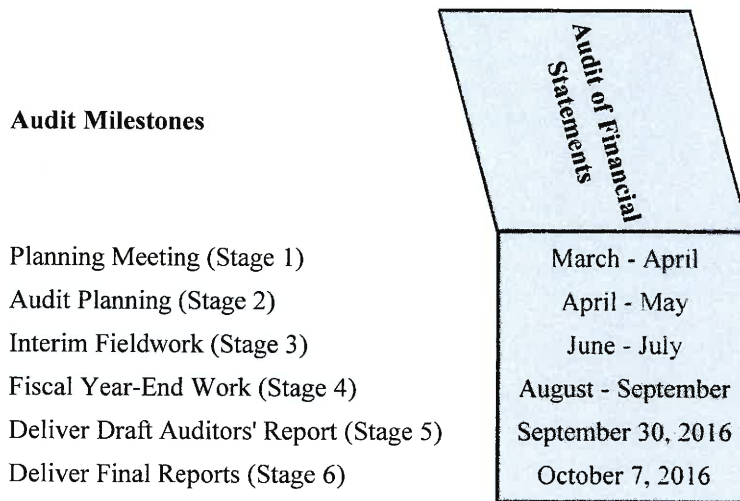 Audit of Financial
Statements
Audit Milestones
Planning Meeting (Stage 1) March - April
Audit Planning (Stage 2) April - May
Interim Fieldwork (Stage 3) June - July
Fiscal Year-End Work (Stage 4) August - September
Deliver Draft Auditors' Report (Stage 5) September 30, 2016
Deliver Final Reports (Stage 6) October 7, 2016